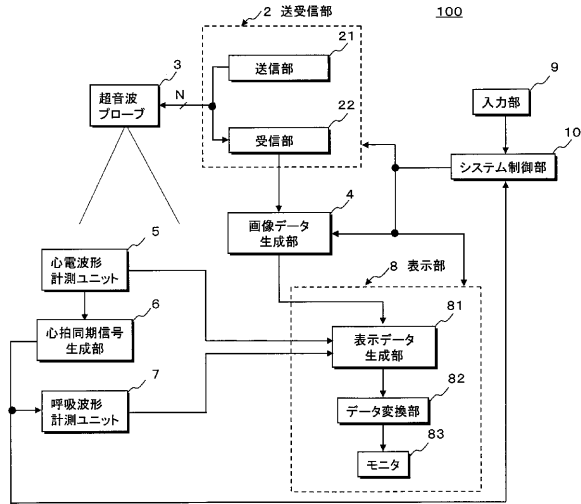 100
2 送受信部
21
送信部
3
超音波
プローブ
N
22
受信部
9
入力部
10
システム制御部
4
画像データ
生成部
5
心電波形
計測ユニット
8 表示部
6
心拍同期信号
生成部
81
表示データ
生成部
7
呼吸波形
計測ユニット
82
データ変換部
83
モニタ